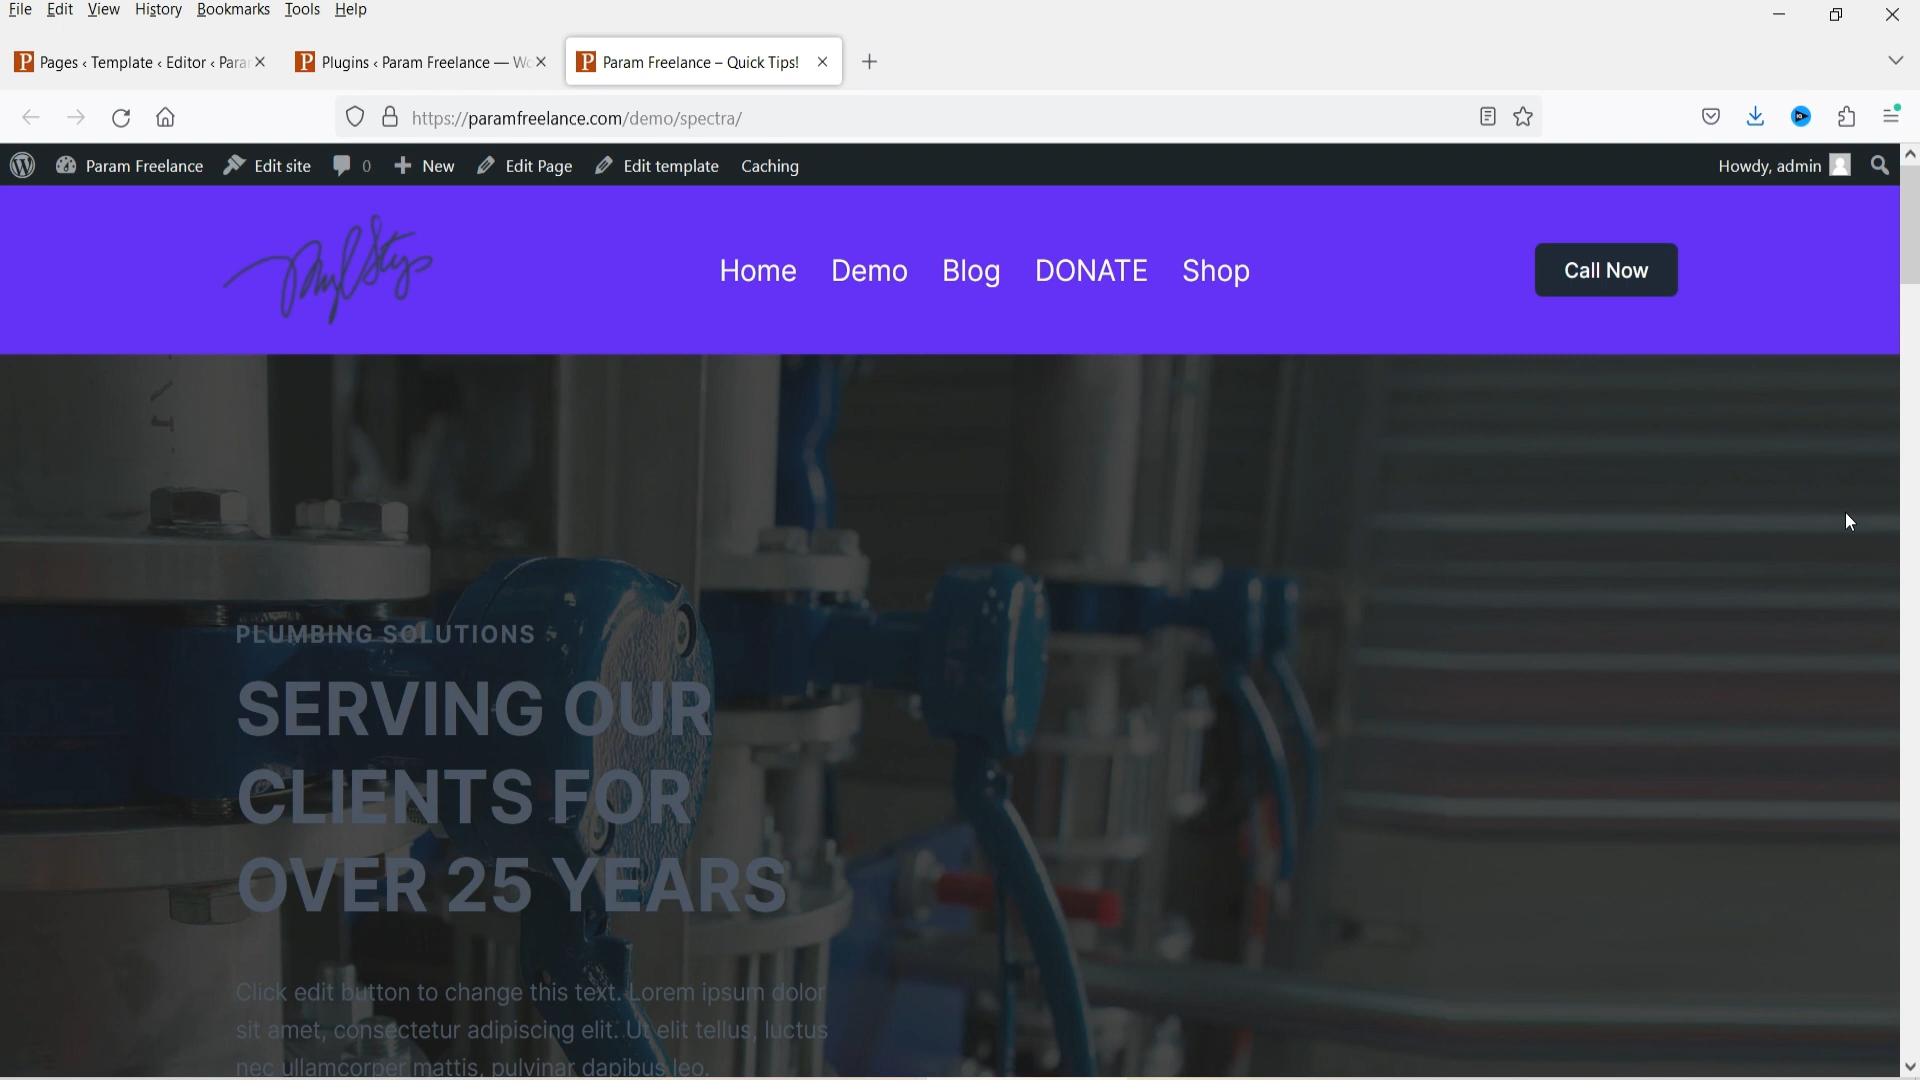 File Edit View History Bookmarks Tools Help
Pages ‹ Template ‹ Editor ‹ Para
Plugins ‹ Param Freelance — Wo
Param Freelance – Quick Tips!
https://paramfreelance.com/demo/spectra/
Param Freelance Edit site 0 New Edit Page Edit template Caching Howdy, admin
Home Demo Blog DONATE Shop Call Now
PLUMBING SOLUTIONS
SERVING OUR
CLIENTS FOR
OVER 25 YEARS
Click edit button to change this text. Lorem ipsum dolor
sit amet, consectetur adipiscing elit. Ut elit tellus, luctus
nec ullamcorper mattis, pulvinar dapibus leo.